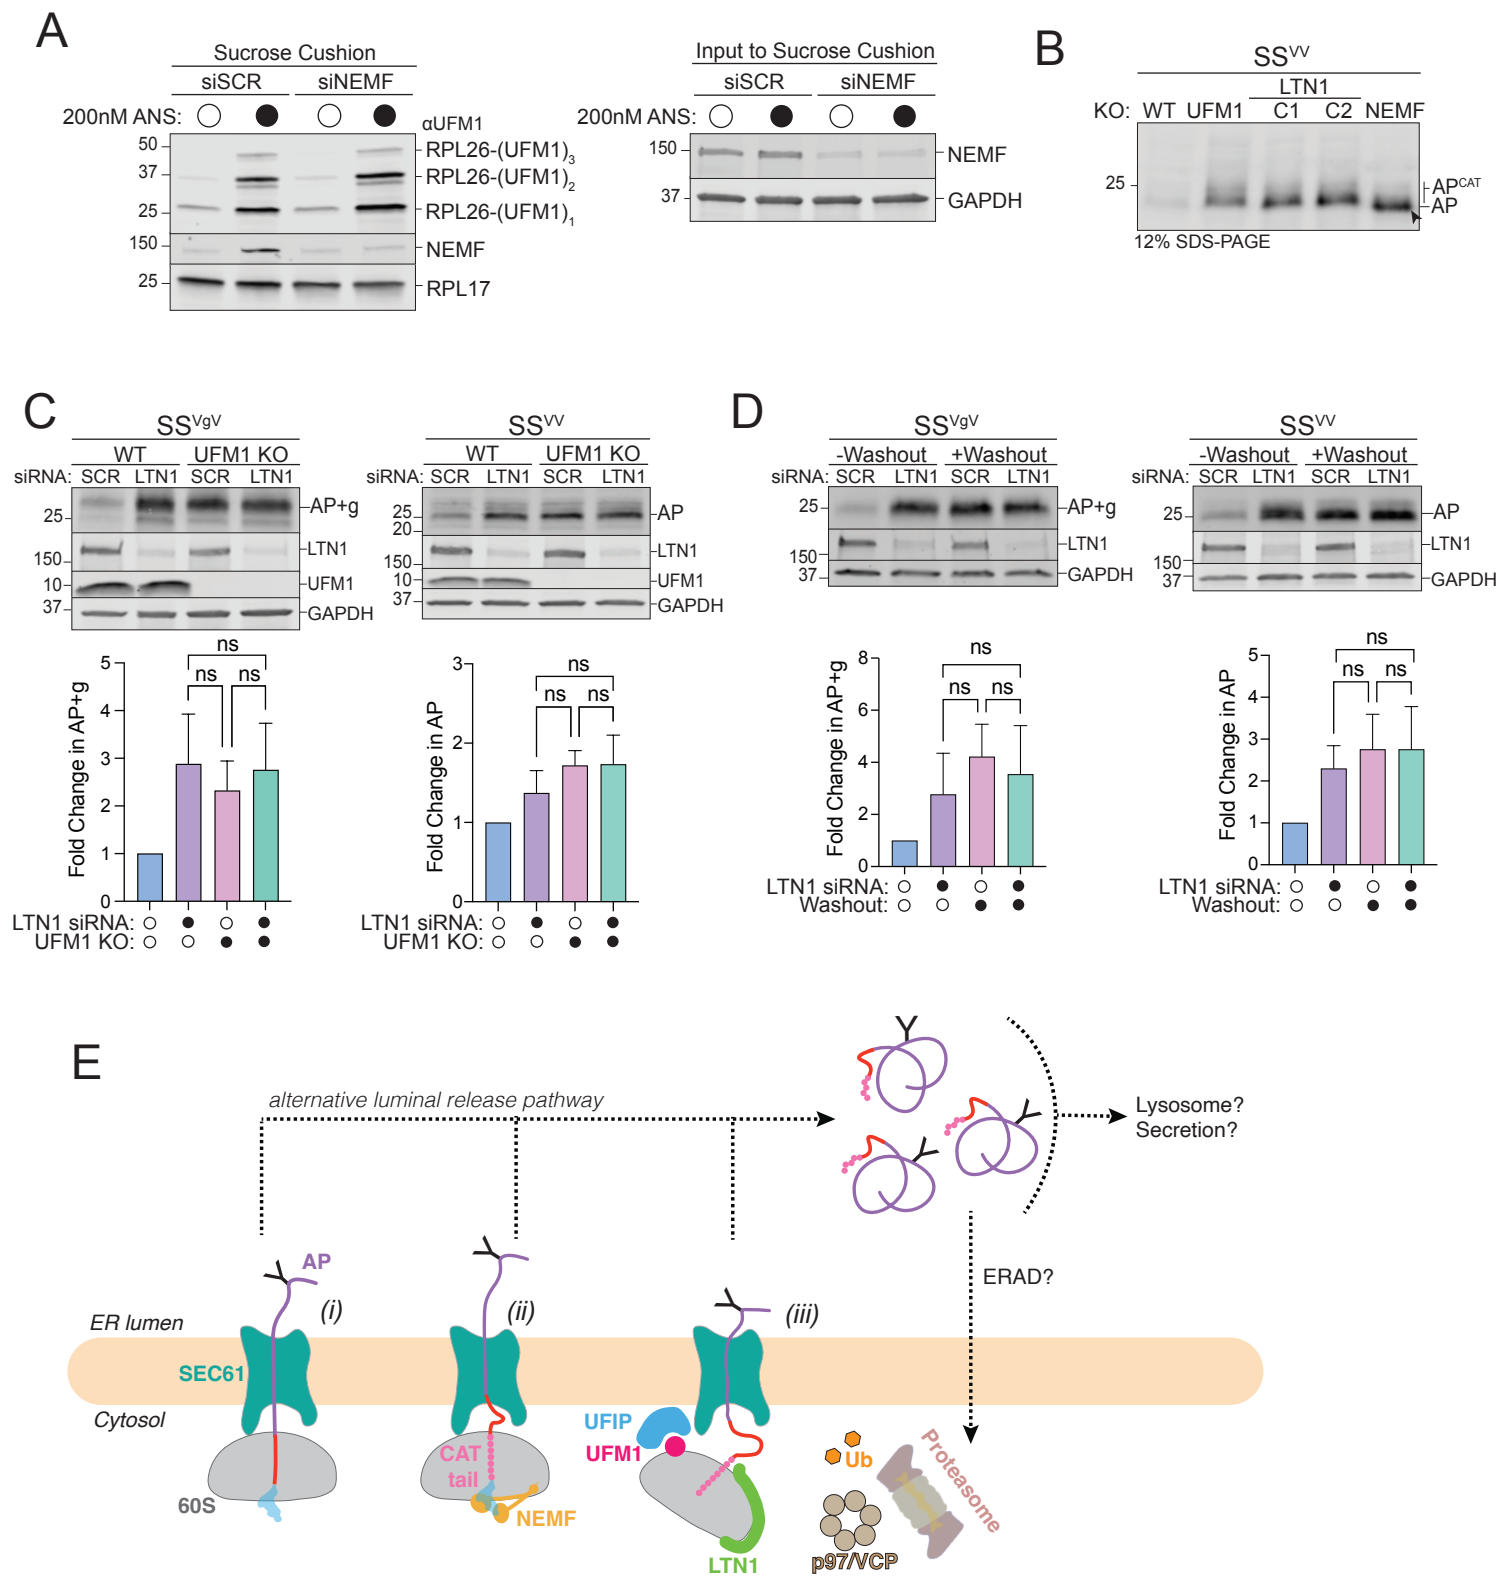 A
Sucrose Cushion
siSCR siNEMF
200nM ANS:
αUFM1
50
37
25
150
25
RPL26-(UFM1)3
RPL26-(UFM1)2
RPL26-(UFM1)1
NEMF
RPL17
Input to Sucrose Cushion
siSCR siNEMF
200nM ANS:
150
37
NEMF
GAPDH
B
SSVV
LTN1
KO: WT UFM1 C1 C2 NEMF
25
APCAT
AP
12% SDS-PAGE
C
SSVgV
WT UFM1 KO
siRNA: SCR LTN1 SCR LTN1
25
150
10
37
AP+g
LTN1
UFM1
GAPDH
Fold Change in AP+g
5
4
3
2
1
0
ns
ns ns
LTN1 siRNA:
UFM1 KO:
SSVV
WT UFM1 KO
siRNA: SCR LTN1 SCR LTN1
25
20
150
10
37
AP
LTN1
UFM1
GAPDH
Fold Change in AP
3
2
1
0
ns
ns ns
LTN1 siRNA:
UFM1 KO:
D
SSVgV
-Washout +Washout
siRNA: SCR LTN1 SCR LTN1
25
150
37
AP+g
LTN1
GAPDH
Fold Change in AP+g
8
6
4
2
0
ns
ns ns
LTN1 siRNA:
Washout:
SSVV
-Washout +Washout
siRNA: SCR LTN1 SCR LTN1
25
150
37
AP
LTN1
GAPDH
Fold Change in AP
5
4
3
2
1
0
ns
ns ns
LTN1 siRNA:
Washout:
E
alternative luminal release pathway
Lysosome?
Secretion?
ERAD?
AP
(i)
(ii)
(iii)
ER lumen
SEC61
Cytosol
60S
CAT
tail
NEMF
UFIP
UFM1
LTN1
Ub
p97/VCP
Proteasome